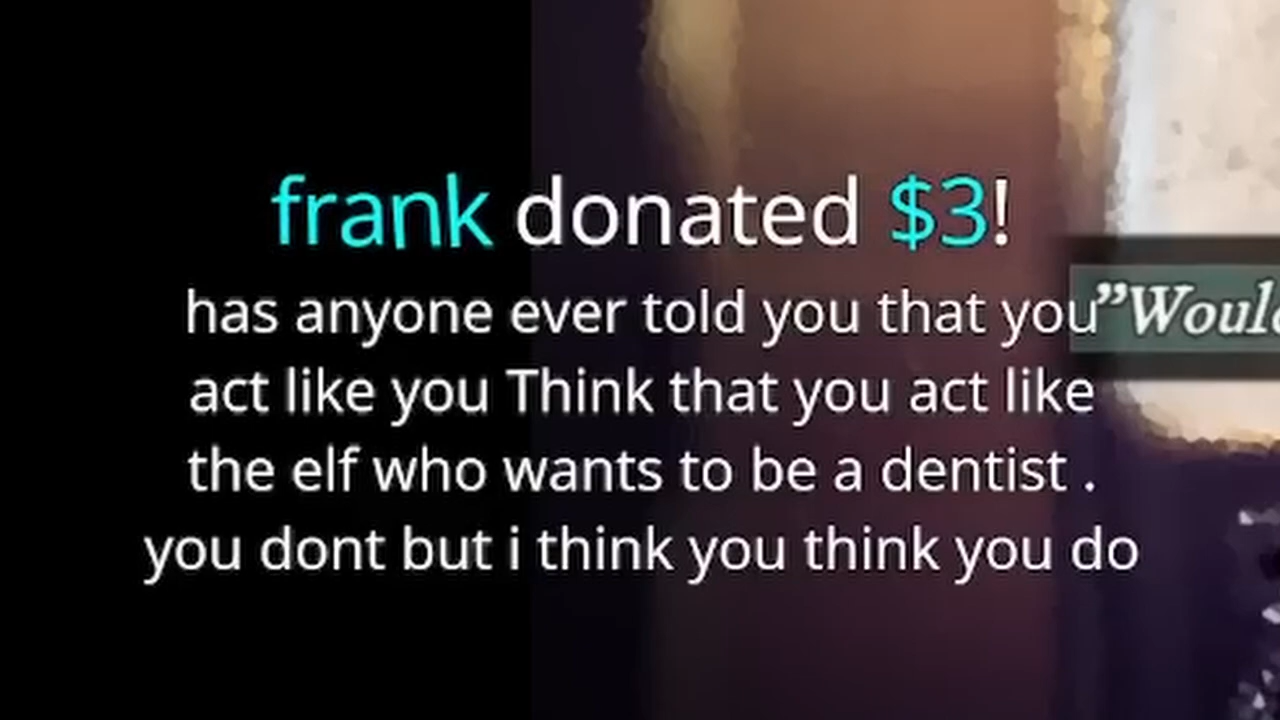 frank donated $3!
has anyone ever told you that you
act like you Think that you act like
the elf who wants to be a dentist .
you dont but i think you think you do